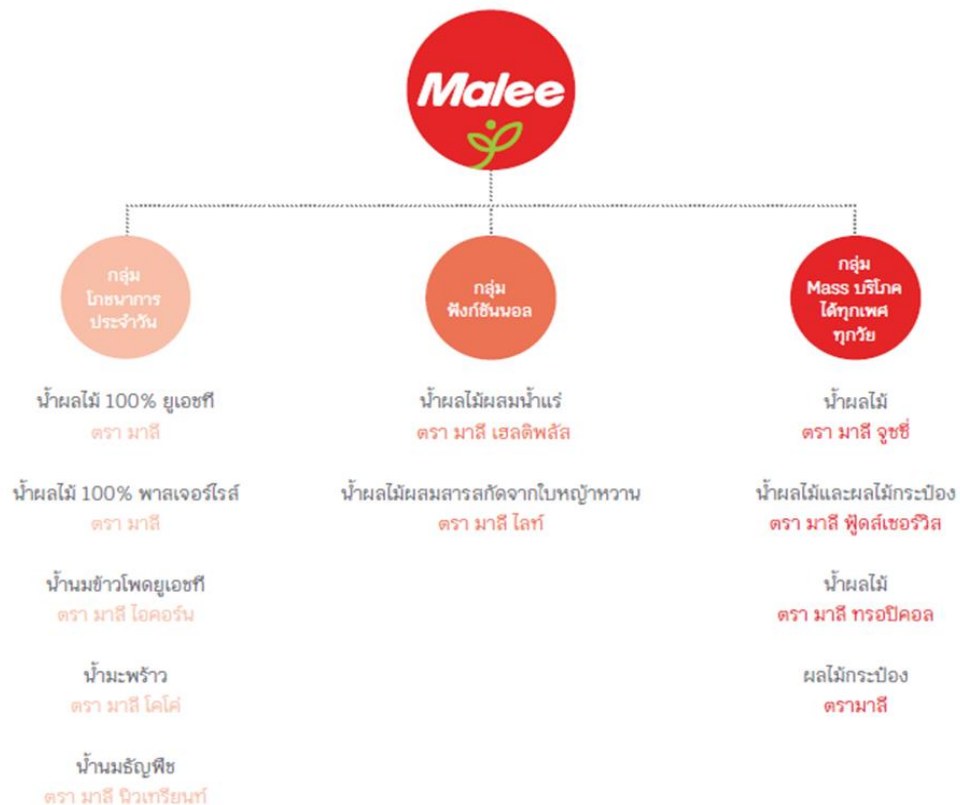 Malee
กลุ่ม
โภชนาการ
ประจำวัน
น้ำผลไม้ 100% ยูเอชที
ตรา มาลี
น้ำผลไม้ 100% พาสเจอร์ไรส์
ตรา มาลี
น้ำนมข้าวโพดยูเอชที
ตรา มาลี ไอคอร์น
น้ำมะพร้าว
ตรา มาลี โคโค่
น้ำนมธัญพืช
ตรา มาลี นิวเทรียนท์
กลุ่ม
ฟังก์ชันนอล
น้ำผลไม้ผสมน้ำแร่
ตรา มาลี เฮลติพลัส
น้ำผลไม้ผสมสารสกัดจากใบหญ้าหวาน
ตรา มาลี ไลท์
กลุ่ม
Mass บริโภค
ได้ทุกเพศ
ทุกวัย
น้ำผลไม้
ตรา มาลี จูซซี่
น้ำผลไม้และผลไม้กระป๋อง
ตรา มาลี ฟู้ดส์เซอร์วิส
น้ำผลไม้
ตรา มาลี ทรอปิคอล
ผลไม้กระป๋อง
ตรามาลี